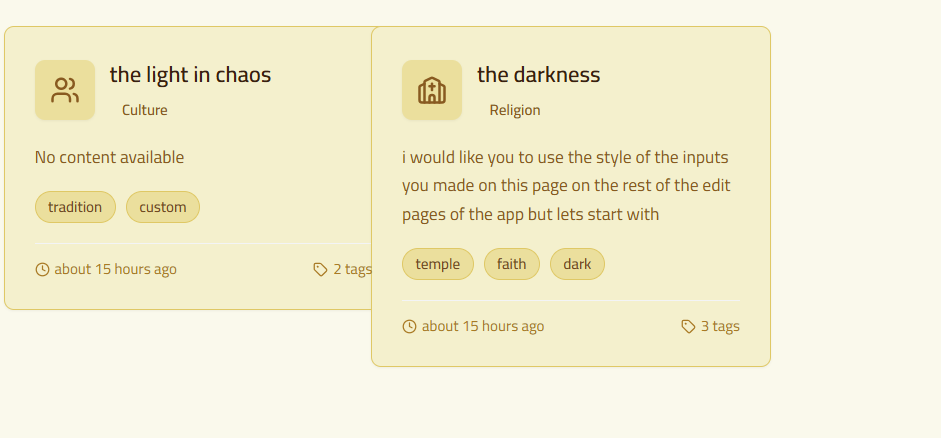 the light in chaos
Culture
No content available
tradition
custom
about 15 hours ago
2 tags
the darkness
Religion
i would like you to use the style of the inputs
you made on this page on the rest of the edit
pages of the app but lets start with
temple
faith
dark
about 15 hours ago
3 tags